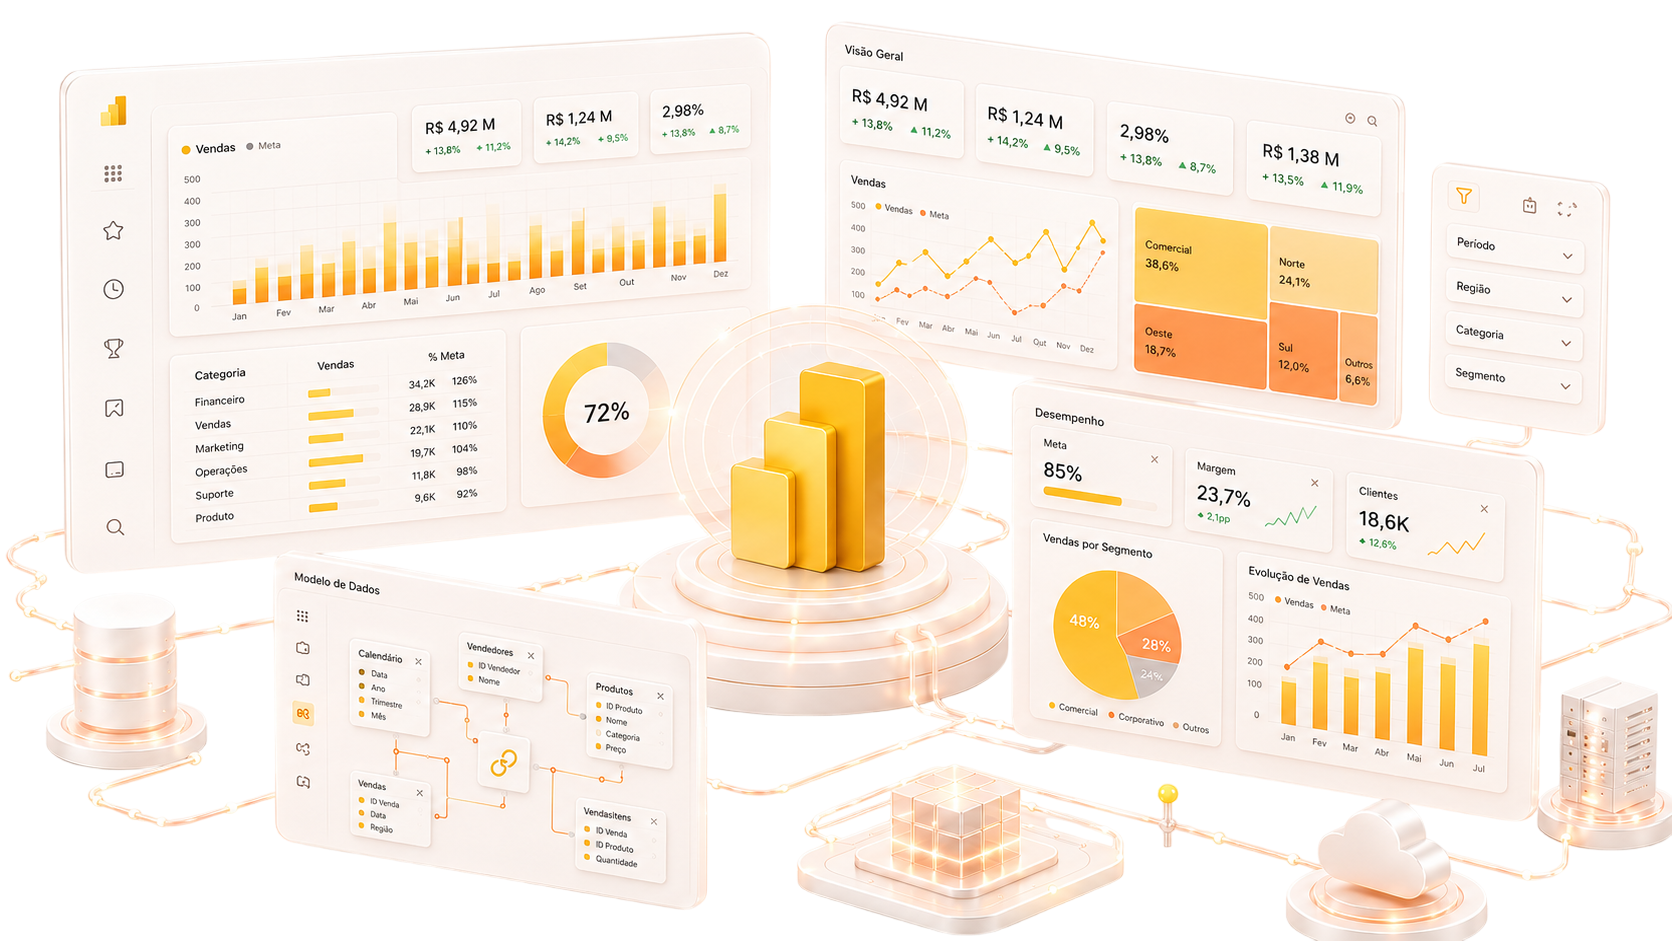 Vendas Meta
500
400
300
300
200
100
0
Jan Fev Mar Abr Mai Jun Jul Ago Set Out Nov Dez
R$ 4,92 M
+ 13,8% + 11,2%
R$ 1,24 M
+ 14,2% + 9,5%
2,98%
+ 13,8% ▲ 8,7%
Categoria Vendas % Meta
Financeiro 34,2K 126%
Vendas 28,9K 115%
Marketing 22,1K 110%
Operações 19,7K 104%
Suporte 11,8K 98%
Produto 9,6K 92%
72%
Visão Geral
R$ 4,92 M
+ 13,8% ▲ 11,2%
R$ 1,24 M
+ 14,2% ▲ 9,5%
2,98%
+ 13,8% ▲ 8,7%
R$ 1,38 M
+ 13,5% ▲ 11,9%
Vendas
Vendas Meta
500
400
300
200
100
Fev Mar Abr Mai Jun Jul Out Nov Dez
Comercial
38,6%
Norte
24,1%
Oeste
18,7%
Sul
12,0%
Outros
6,6%
Período
Região
Categoria
Segmento
Desempenho
Meta
85%
Margem
23,7%
2,1pp
Clientes
18,6K
12,6%
Vendas por Segmento
48%
28%
24%
Comercial Corporativo Outros
Evolução de Vendas
Vendas Meta
500
400
300
200
100
0
Jan Fev Mar Abr Mai Jun Jul
Modelo de Dados
Calendário
Data
Ano
Trimestre
Mês
Vendedores
ID Vendedor
Nome
Produtos
ID Produto
Nome
Categoria
Preço
Vendas
ID Venda
Data
Região
VendasItens
ID Venda
ID Produto
Quantidade